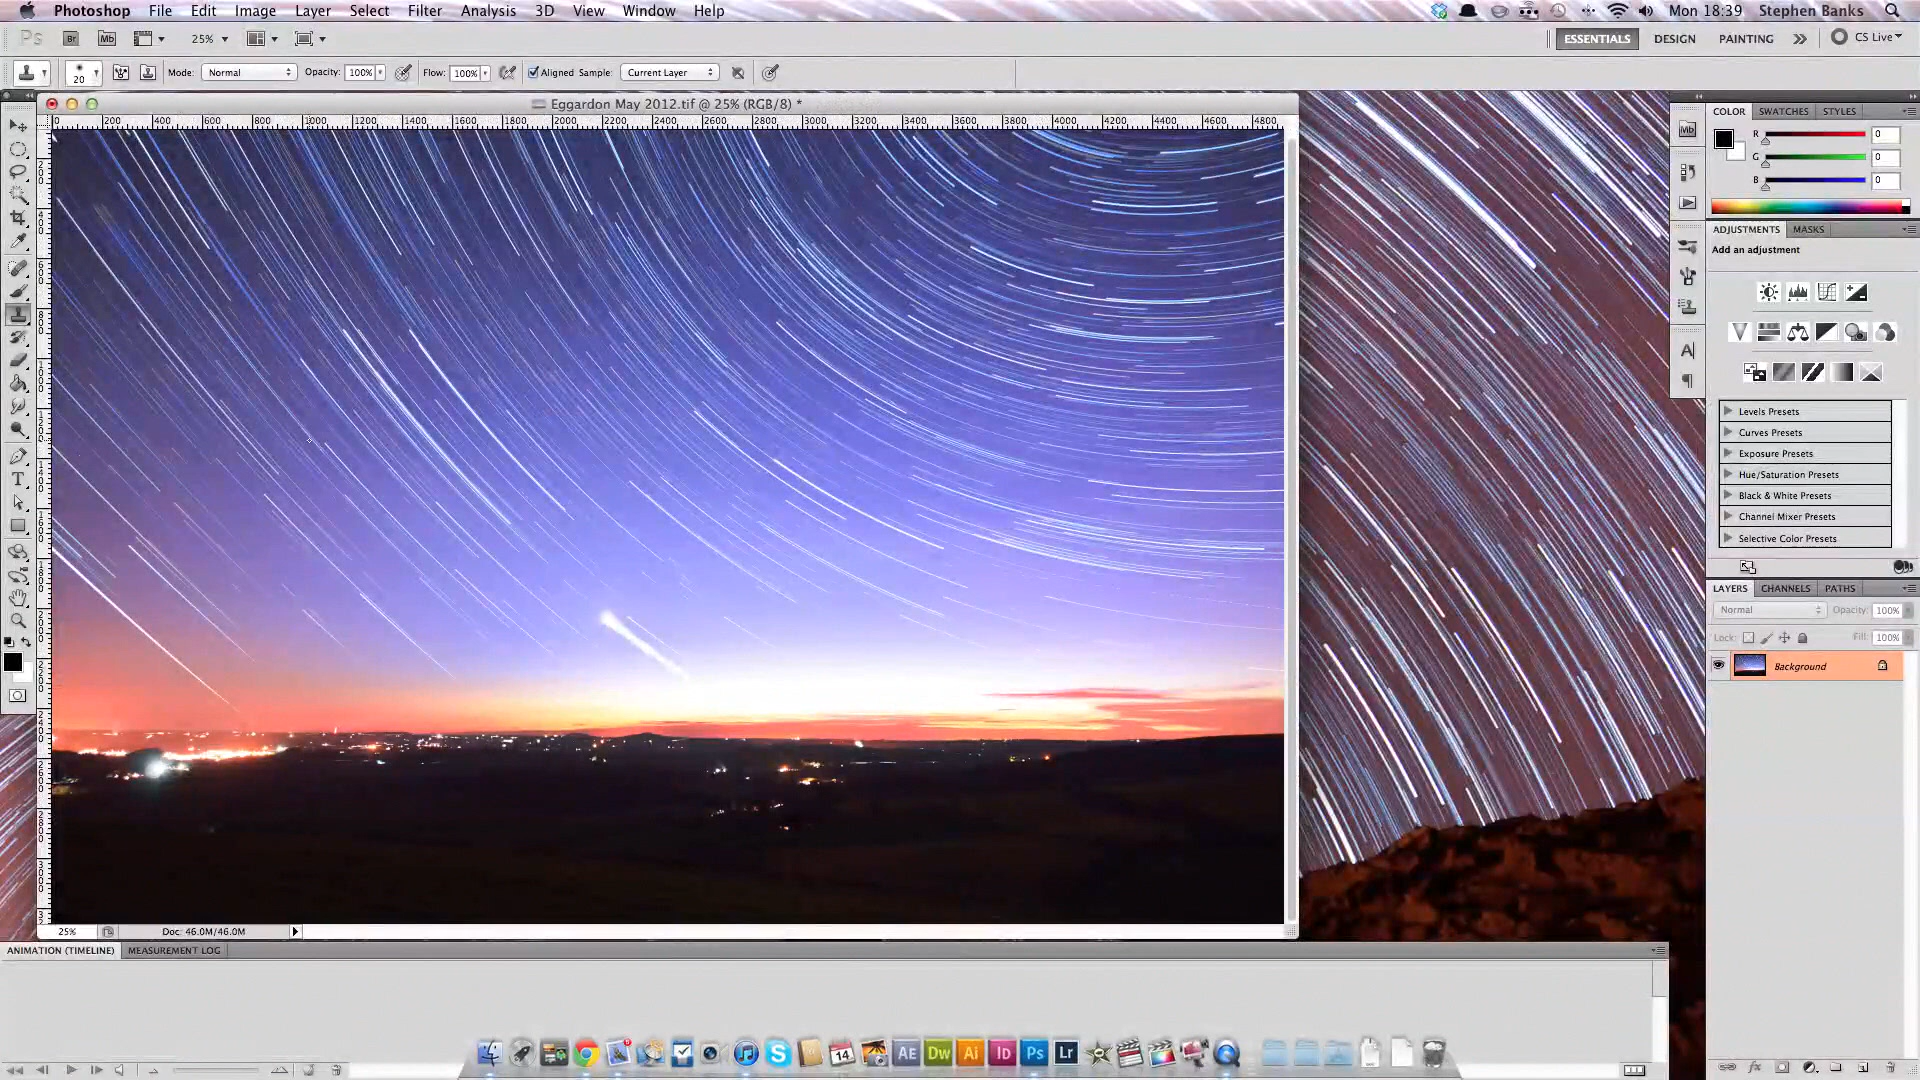 Photoshop File Edit Image Layer Select Filter Analysis 3D View Window Help Mon 18:39 Stephen Banks
Ps Br Mb 25% ESSENTIALS DESIGN PAINTING CS Live
20 Mode: Normal Opacity: 100% Flow: 100% Aligned Sample: Current Layer
Eggardon May 2012.tif @ 25% (RGB/8) *
0 200 400 600 800 1000 1200 1400 1600 1800 2000 2200 2400 2600 2800 3000 3200 3400 3600 3800 4000 4200 4400 4600 4800
COLOR SWATCHES STYLES
R 0
G 0
B 0
ADJUSTMENTS MASKS
Add an adjustment
Levels Presets
Curves Presets
Exposure Presets
Hue/Saturation Presets
Black & White Presets
Channel Mixer Presets
Selective Color Presets
LAYERS CHANNELS PATHS
Normal Opacity: 100%
Lock: Fill: 100%
Background
25% Doc: 46.0M/46.0M
ANIMATION (TIMELINE) MEASUREMENT LOG
14 AE Dw Ai Id Ps Lr